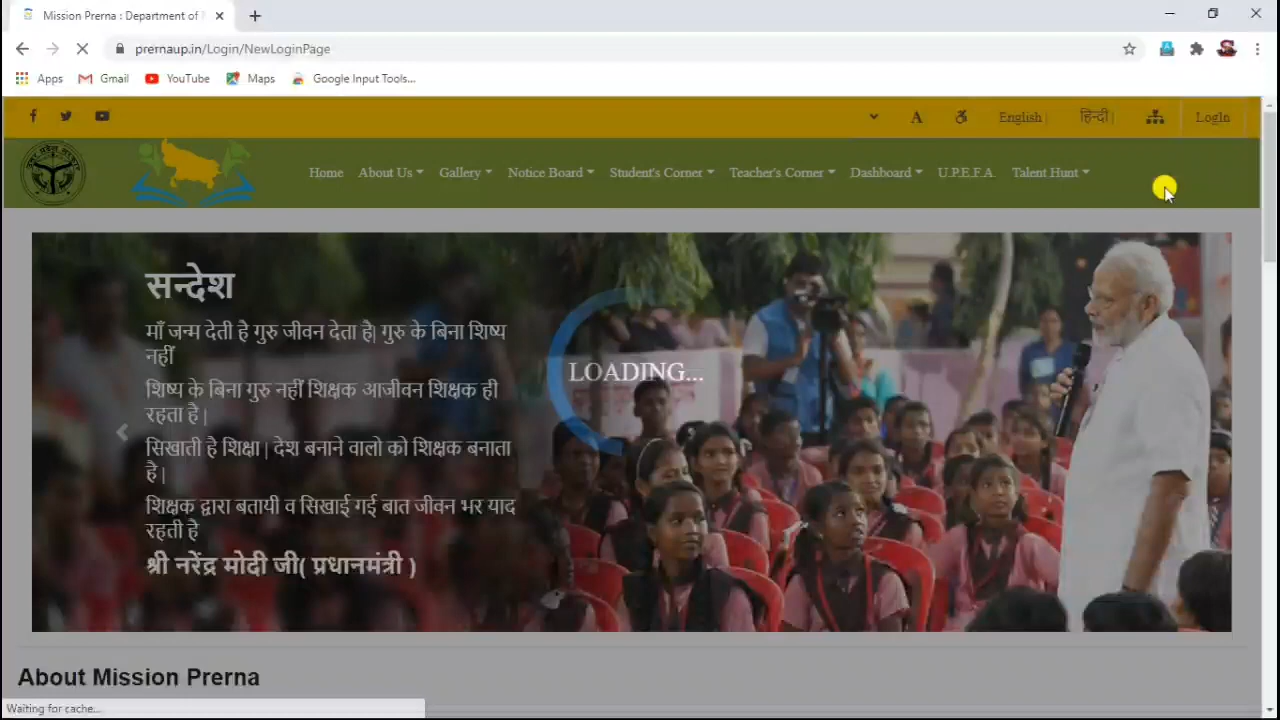 Mission Prerna : Department of
prernaup.in/Login/NewLoginPage
Apps Gmail YouTube Maps Google Input Tools...
A English | हिन्दी | LogIn
Home About Us Gallery Notice Board Student's Corner Teacher's Corner Dashboard U.P.E.F.A. Talent Hunt
सन्देश
माँ जन्म देती है गुरु जीवन देता है| गुरु के बिना शिष्य
नहीं
शिष्य के बिना गुरु नहीं शिक्षक आजीवन शिक्षक ही
रहता है |
सिखाती है शिक्षा | देश बनाने वालो को शिक्षक बनाता
है |
शिक्षक द्वारा बतायी व सिखाई गई बात जीवन भर याद
रहती है
श्री नरेंद्र मोदी जी( प्रधानमंत्री )
LOADING...
About Mission Prerna
Waiting for cache...